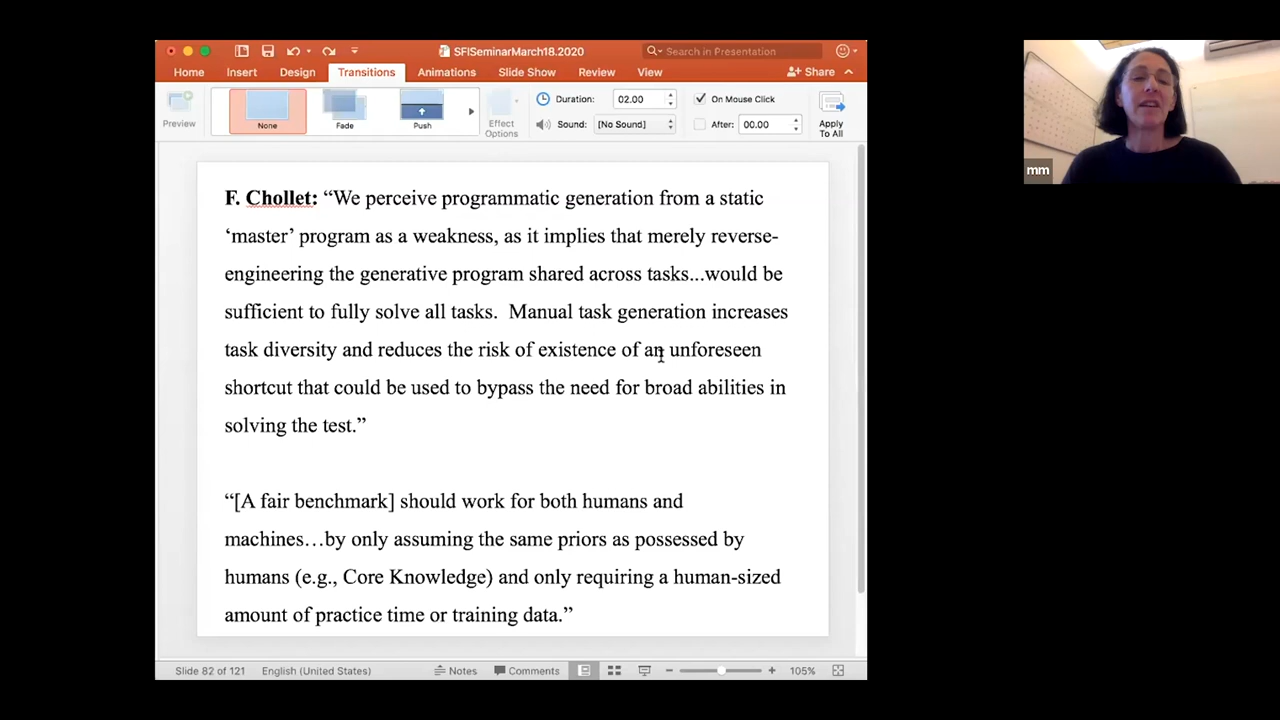 SFISeminarMarch18.2020
Search in Presentation
Home Insert Design Transitions Animations Slide Show Review View Share
Preview
None Fade Push
Effect Options
Duration: 02.00
Sound: [No Sound]
On Mouse Click
After: 00.00
Apply To All
F. Chollet: “We perceive programmatic generation from a static
‘master’ program as a weakness, as it implies that merely reverse-
engineering the generative program shared across tasks...would be
sufficient to fully solve all tasks.  Manual task generation increases
task diversity and reduces the risk of existence of an unforeseen
shortcut that could be used to bypass the need for broad abilities in
solving the test.”
“[A fair benchmark] should work for both humans and
machines…by only assuming the same priors as possessed by
humans (e.g., Core Knowledge) and only requiring a human-sized
amount of practice time or training data.”
Slide 82 of 121 English (United States) Notes Comments 105%
mm